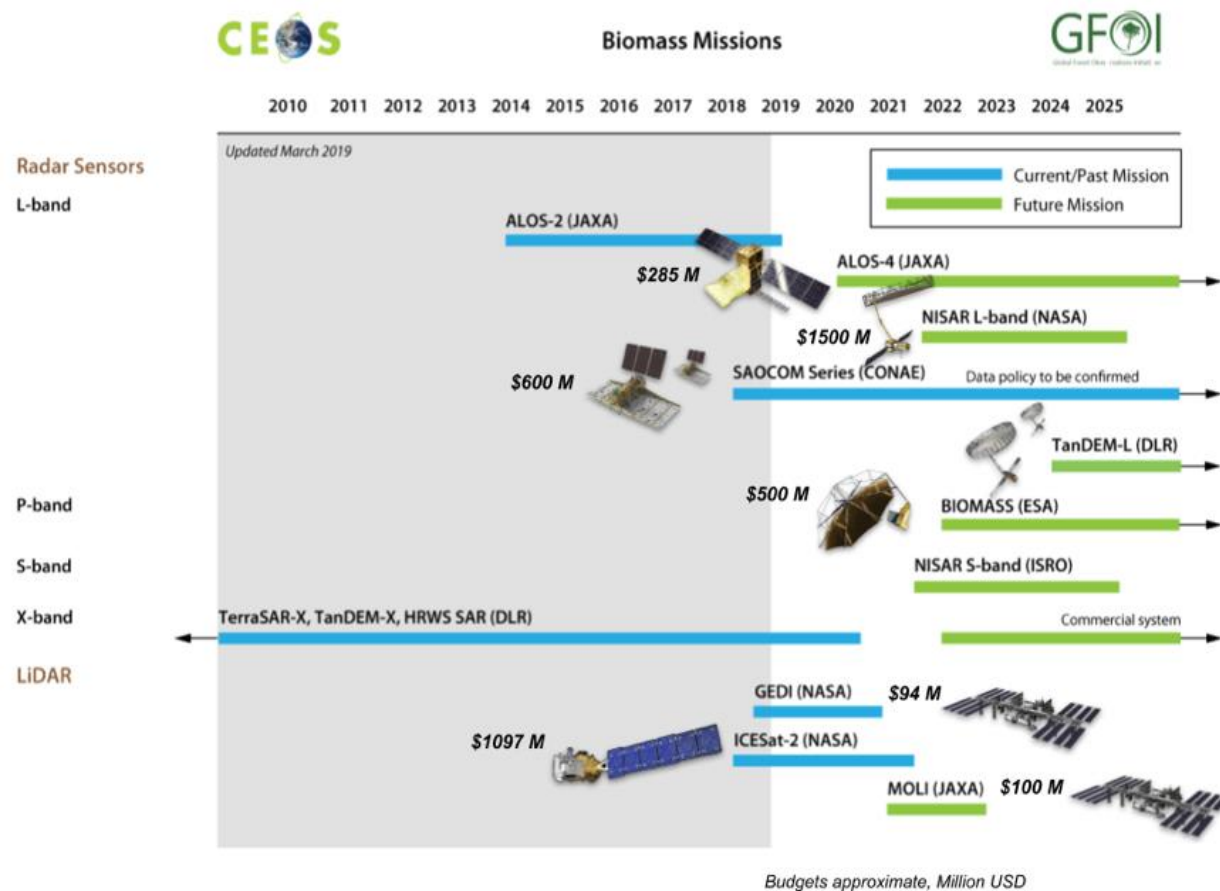 CEOS
Biomass Missions
GFOI
2010 2011 2012 2013 2014 2015 2016 2017 2018 2019 2020 2021 2022 2023 2024 2025
Updated March 2019
Radar Sensors
Current/Past Mission
Future Mission
L-band
ALOS-2 (JAXA)
$285 M
ALOS-4 (JAXA)
$1500 M
NISAR L-band (NASA)
$600 M
SAOCOM Series (CONAE)
Data policy to be confirmed
TanDEM-L (DLR)
$500 M
P-band
BIOMASS (ESA)
S-band
NISAR S-band (ISRO)
X-band
TerraSAR-X, TanDEM-X, HRWS SAR (DLR)
Commercial system
LiDAR
GEDI (NASA)
$94 M
$1097 M
ICESat-2 (NASA)
MOLI (JAXA)
$100 M
Budgets approximate, Million USD